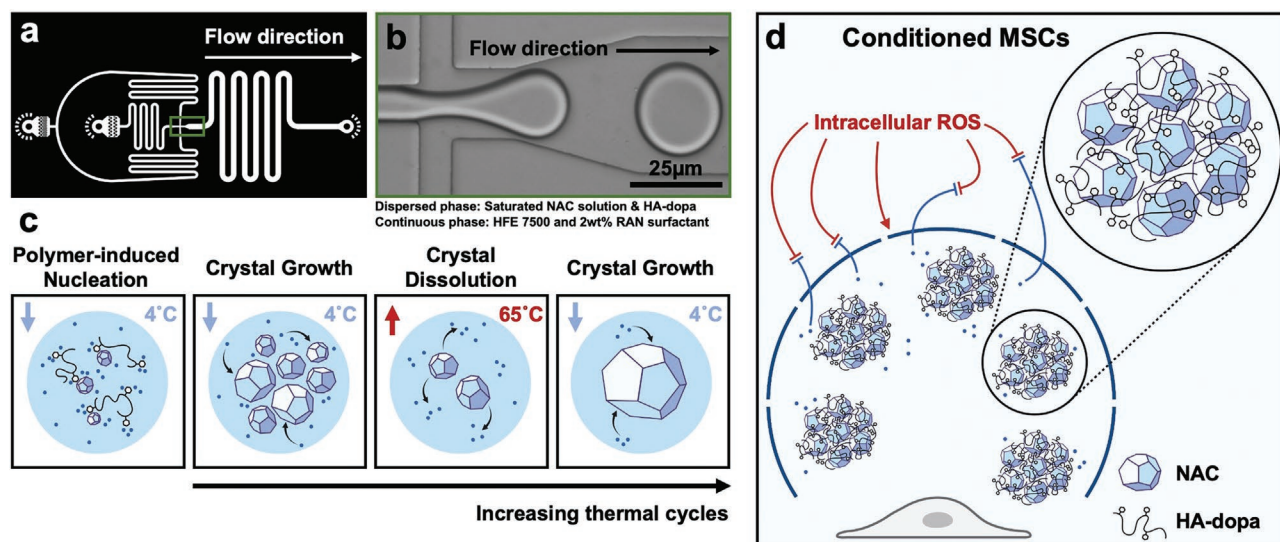 a
Flow direction
b
Flow direction
25μm
Dispersed phase: Saturated NAC solution & HA-dopa
Continuous phase: HFE 7500 and 2wt% RAN surfactant
c
Polymer-induced
Nucleation
4°C
Crystal Growth
4°C
Crystal
Dissolution
65°C
Crystal Growth
4°C
Increasing thermal cycles
d
Conditioned MSCs
Intracellular ROS
NAC
HA-dopa